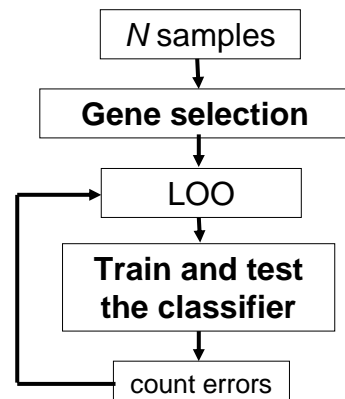 N samples
Gene selection
LOO
Train and test
the classifier
count errors